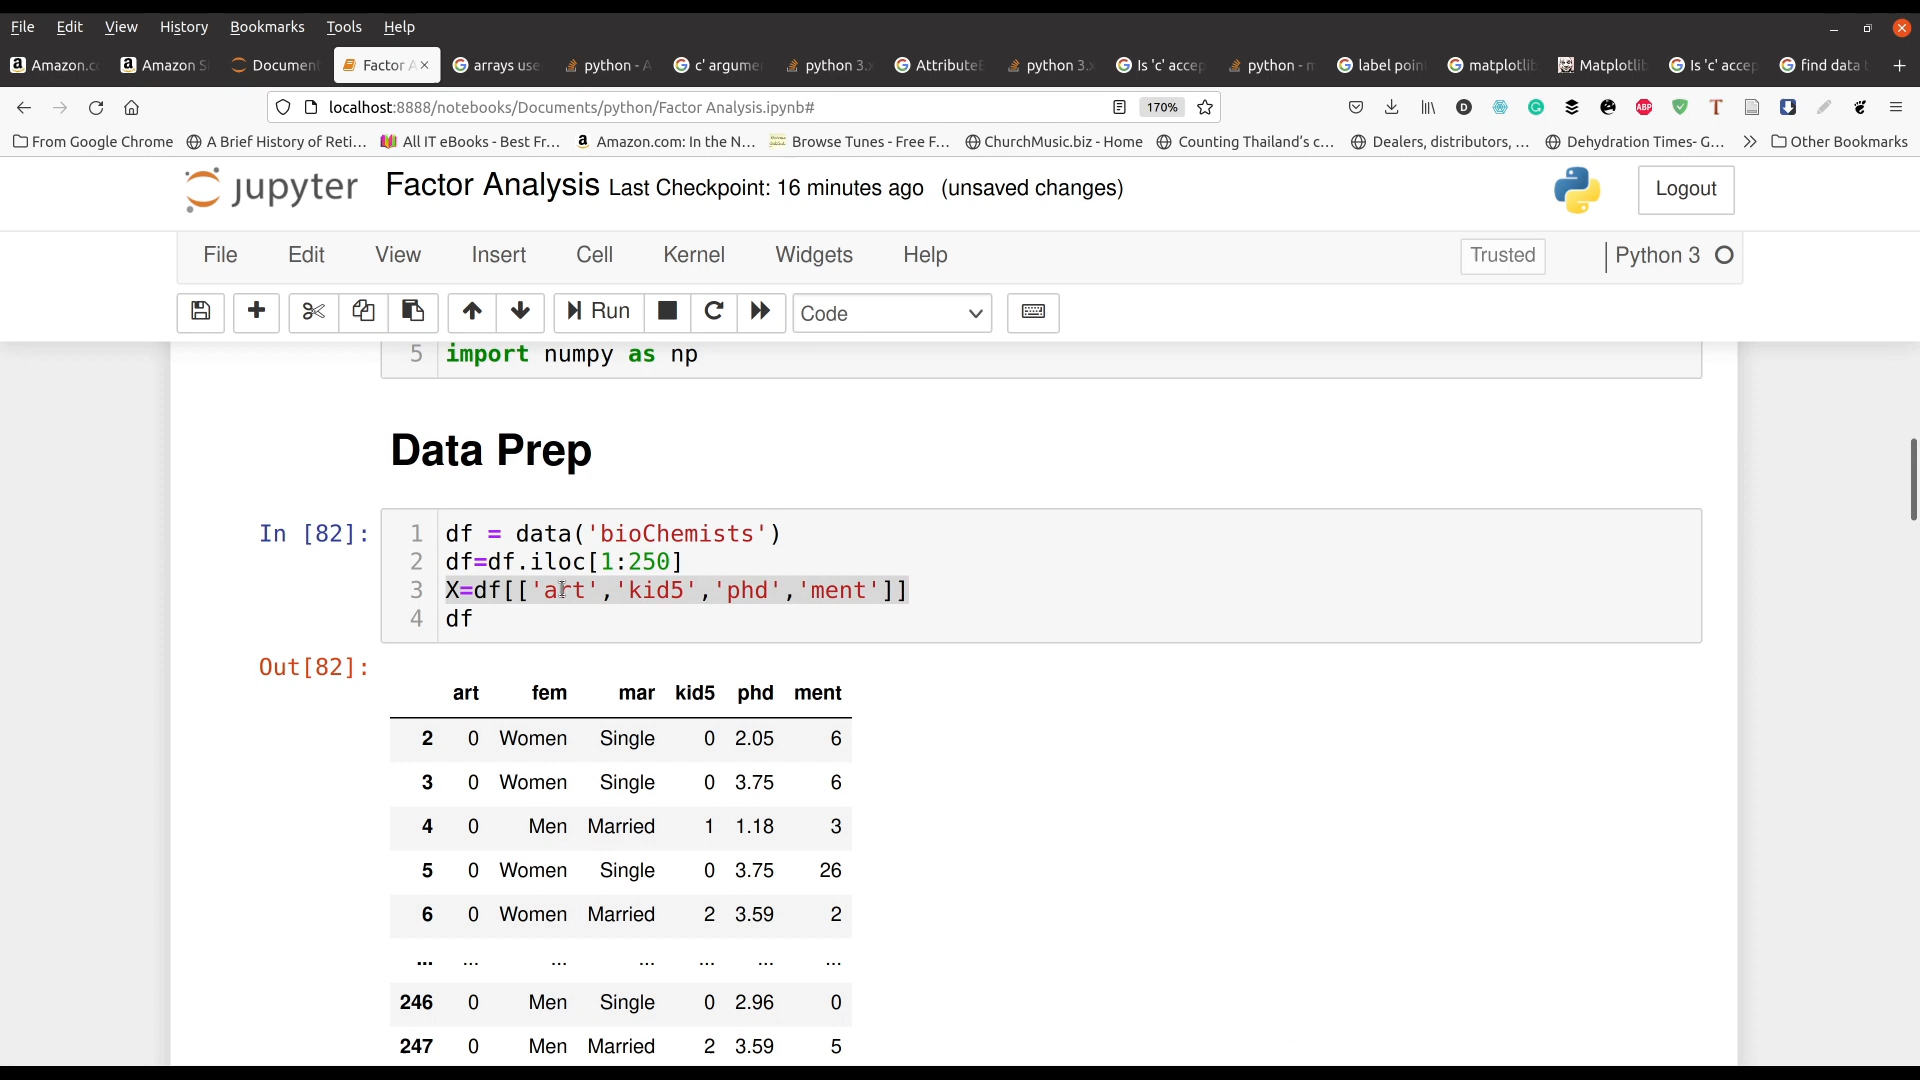 File Edit View History Bookmarks Tools Help
Amazon.c Amazon S Document Factor A arrays use python - A c' argume python 3. Attribute python 3. Is 'c' accep python - m label poin matplotli Matplotli Is 'c' accep find data
localhost:8888/notebooks/Documents/python/Factor Analysis.ipynb# 170%
From Google Chrome A Brief History of Reti... All IT eBooks - Best Fr... Amazon.com: In the N... Browse Tunes - Free F... ChurchMusic.biz - Home Counting Thailand's c... Dealers, distributors, ... Dehydration Times- G... Other Bookmarks
jupyter Factor Analysis Last Checkpoint: 16 minutes ago (unsaved changes) Logout
File Edit View Insert Cell Kernel Widgets Help Trusted Python 3
Run Code
5 import numpy as np
Data Prep
In [82]: 1 df = data('bioChemists')
2 df=df.iloc[1:250]
3 X=df[['art','kid5','phd','ment']]
4 df
Out[82]:
art fem mar kid5 phd ment
2 0 Women Single 0 2.05 6
3 0 Women Single 0 3.75 6
4 0 Men Married 1 1.18 3
5 0 Women Single 0 3.75 26
6 0 Women Married 2 3.59 2
... ... ... ... ... ... ...
246 0 Men Single 0 2.96 0
247 0 Men Married 2 3.59 5